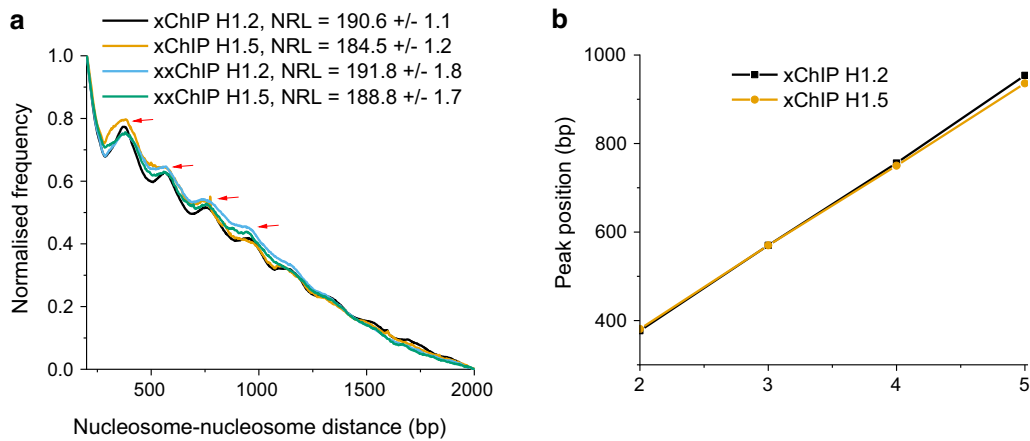 a
xChIP H1.2, NRL = 190.6 +/- 1.1
xChIP H1.5, NRL = 184.5 +/- 1.2
xxChIP H1.2, NRL = 191.8 +/- 1.8
xxChIP H1.5, NRL = 188.8 +/- 1.7
Normalised frequency
1.0
0.8
0.6
0.4
0.2
0.0
500
1000
1500
2000
Nucleosome-nucleosome distance (bp)
b
xChIP H1.2
xChIP H1.5
Peak position (bp)
1000
800
600
400
2
3
4
5